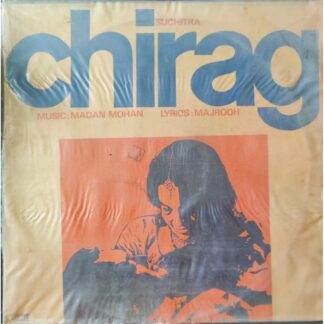 SUCHITRA
chirag
MUSIC: MADAN MOHAN LYRICS: MAJROOH